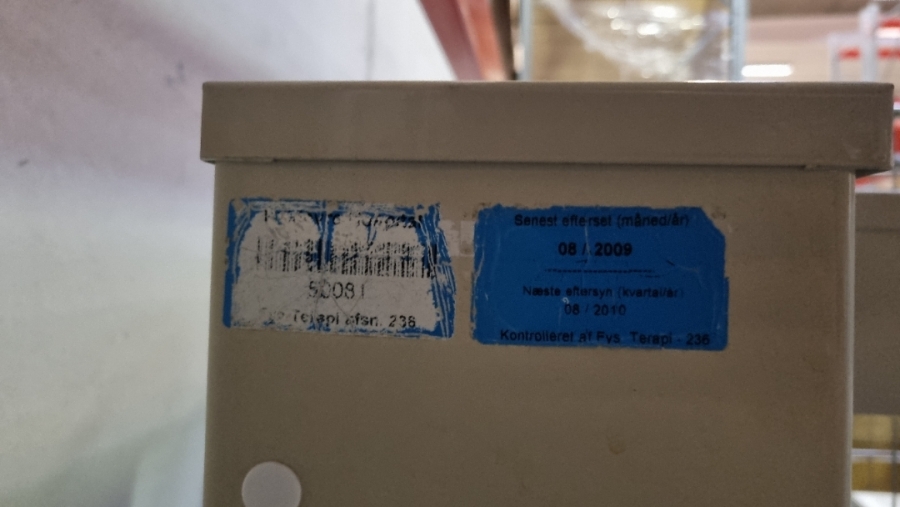 50081
Terapi afsn. 236
Senest efterset (måned/år)
08 / 2009
Næste eftersyn (kvartal/år)
08 / 2010
Kontrolleret af Fys. Terapi - 236